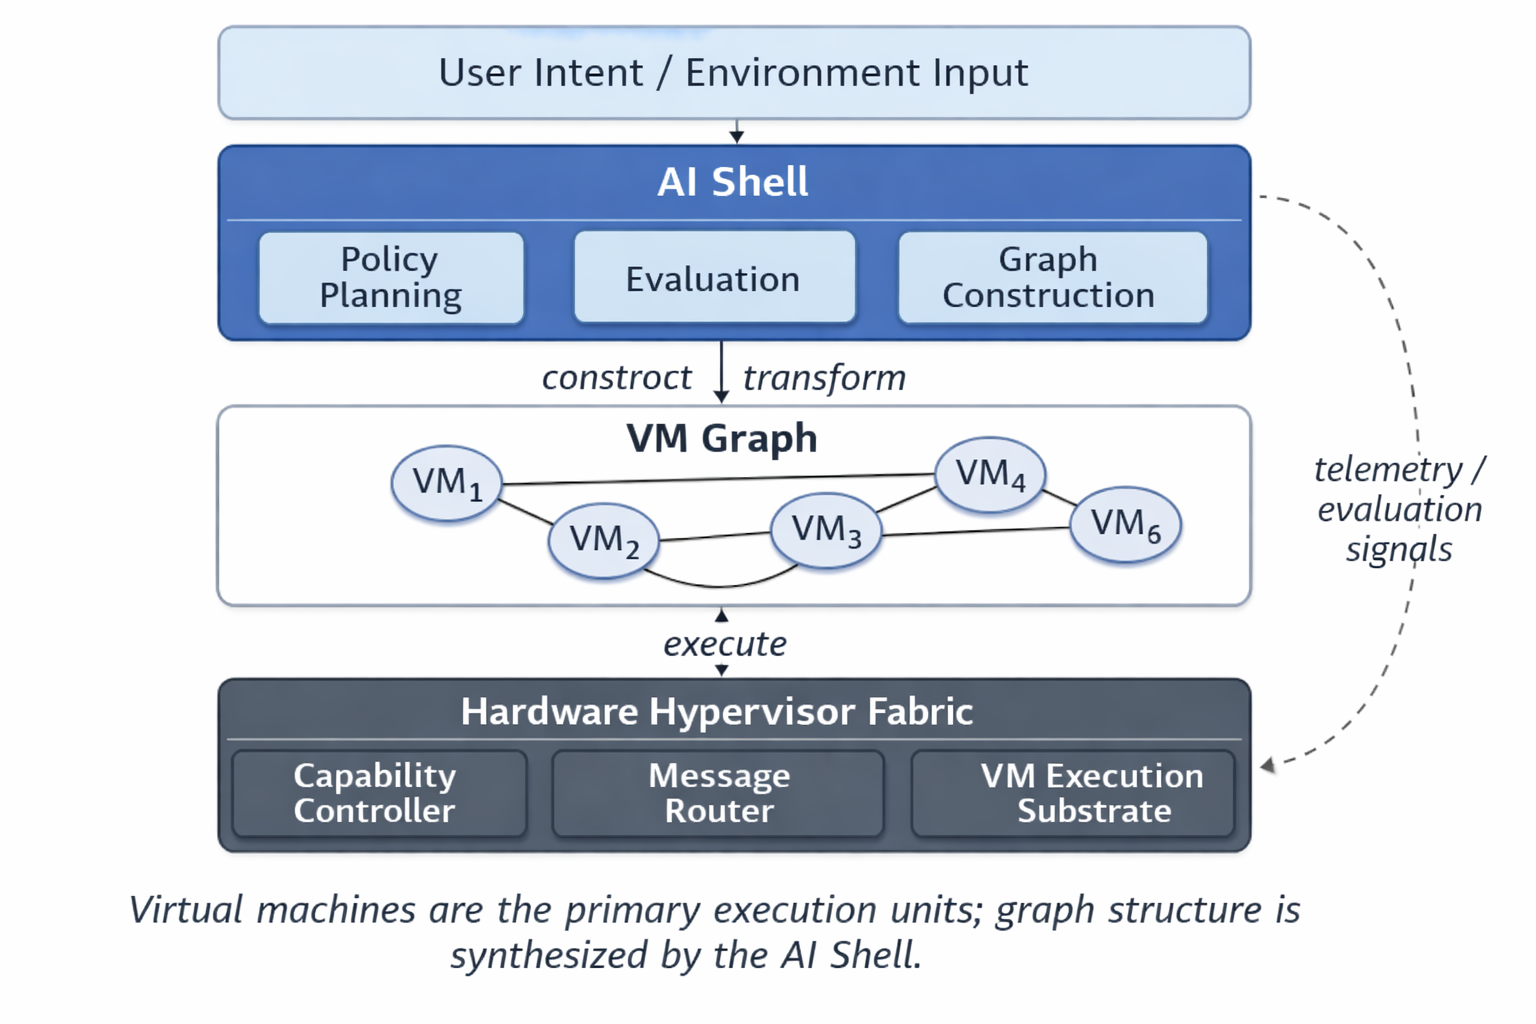 User Intent / Environment Input
AI Shell
Policy
Planning
Evaluation
Graph
Construction
constroct
transform
VM Graph
VM₁
VM₂
VM₃
VM₄
VM₆
telemetry /
evaluation
signals
execute
Hardware Hypervisor Fabric
Capability
Controller
Message
Router
VM Execution
Substrate
Virtual machines are the primary execution units; graph structure is
synthesized by the AI Shell.